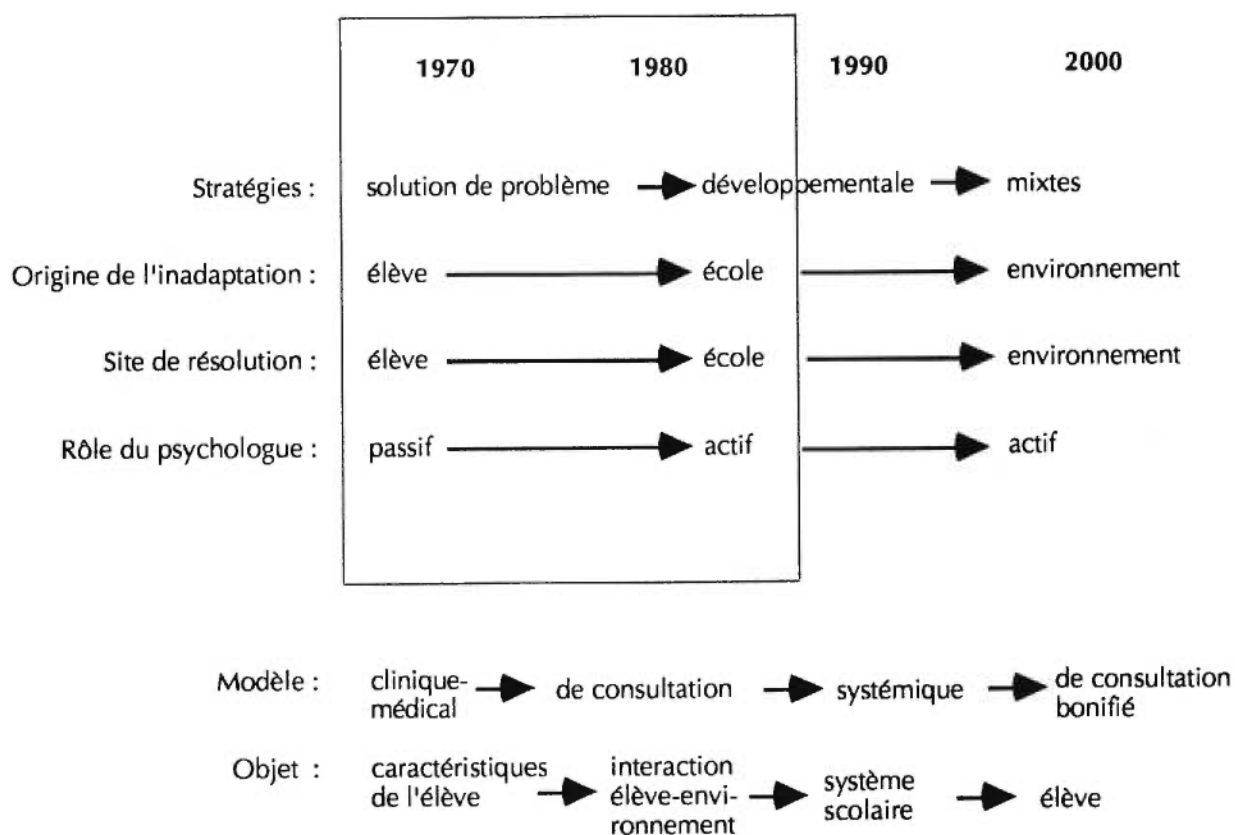 1970 1980 1990 2000
Stratégies : solution de problème développementale mixtes
Origine de l'inadaptation : élève école environnement
Site de résolution : élève école environnement
Rôle du psychologue : passif actif actif
Modèle : clinique-
médical de consultation systémique de consultation
bonifié
Objet : caractéristiques
de l'élève interaction
élève-envi-
ronnement système
scolaire élève